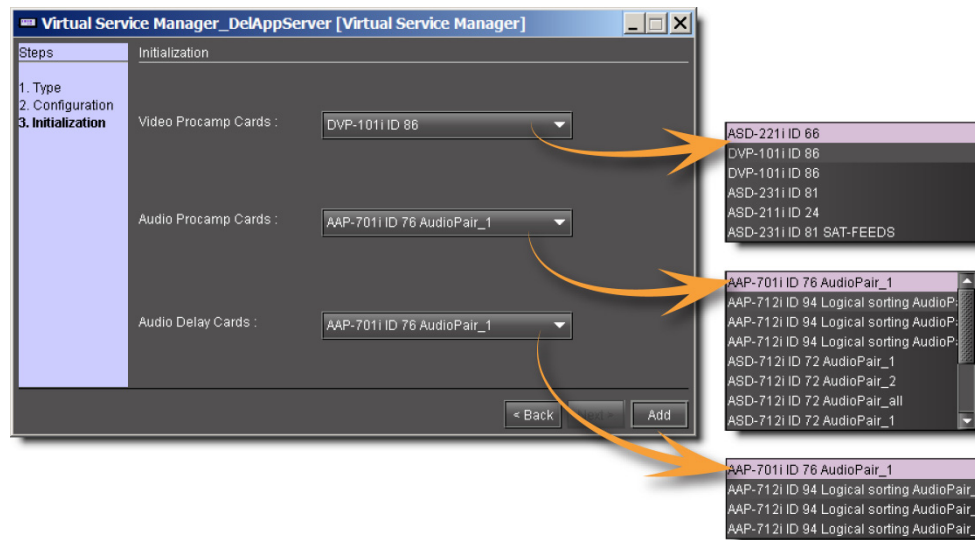 Virtual Service Manager_DelAppServer [Virtual Service Manager]
Steps
Initialization
1. Type
2. Configuration
3. Initialization
Video Procamp Cards :
DVP-101i ID 86
Audio Procamp Cards :
AAP-701i ID 76 AudioPair_1
Audio Delay Cards :
AAP-701i ID 76 AudioPair_1
< Back
Next >
Add
ASD-221i ID 66
DVP-101i ID 86
DVP-101i ID 86
ASD-231i ID 81
ASD-211i ID 24
ASD-231i ID 81 SAT-FEEDS
AAP-701i ID 76 AudioPair_1
AAP-712i ID 94 Logical sorting AudioP
AAP-712i ID 94 Logical sorting AudioP
AAP-712i ID 94 Logical sorting AudioP
ASD-712i ID 72 AudioPair_1
ASD-712i ID 72 AudioPair_2
ASD-712i ID 72 AudioPair_all
ASD-712i ID 72 AudioPair_1
AAP-701i ID 76 AudioPair_1
AAP-712i ID 94 Logical sorting AudioPair_
AAP-712i ID 94 Logical sorting AudioPair_
AAP-712i ID 94 Logical sorting AudioPair_